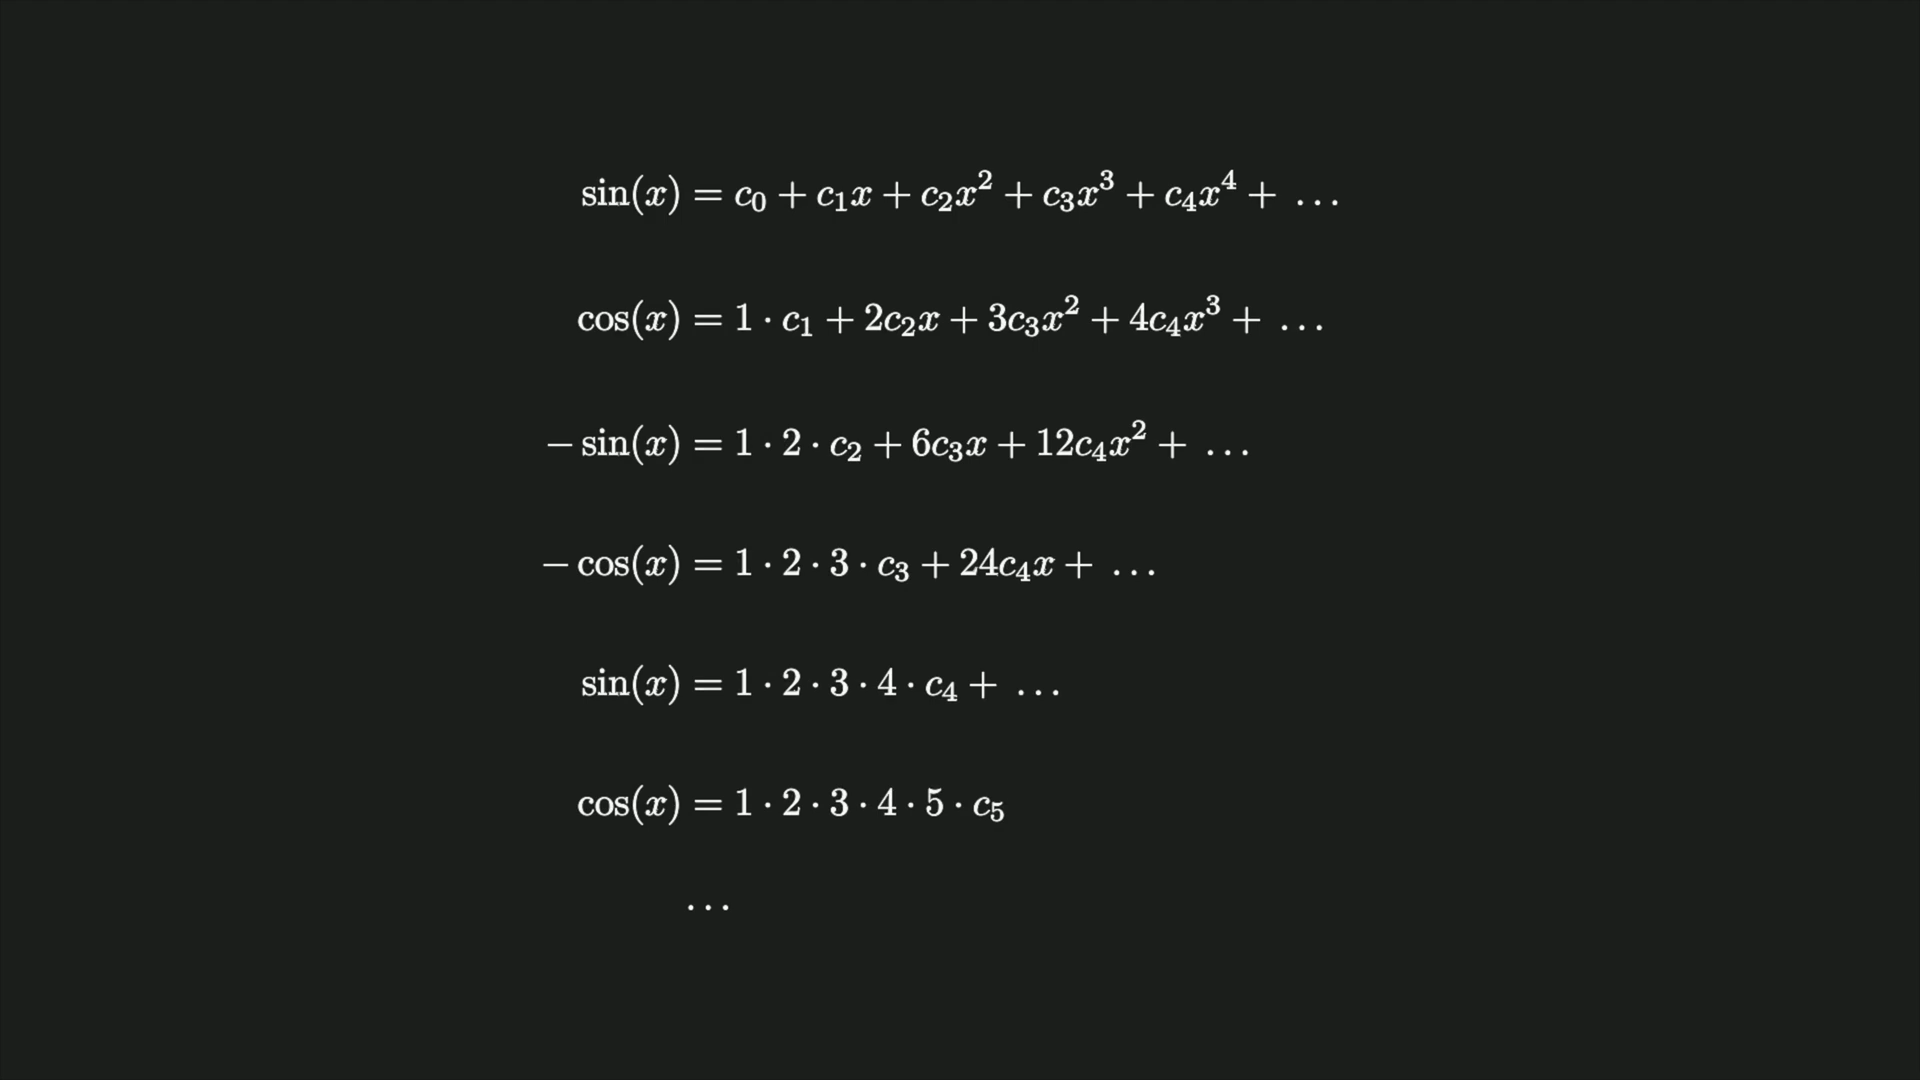 sin(x) = c₀ + c₁x + c₂x² + c₃x³ + c₄x⁴ + …
cos(x) = 1 · c₁ + 2c₂x + 3c₃x² + 4c₄x³ + …
− sin(x) = 1 · 2 · c₂ + 6c₃x + 12c₄x² + …
− cos(x) = 1 · 2 · 3 · c₃ + 24c₄x + …
sin(x) = 1 · 2 · 3 · 4 · c₄ + …
cos(x) = 1 · 2 · 3 · 4 · 5 · c₅
…